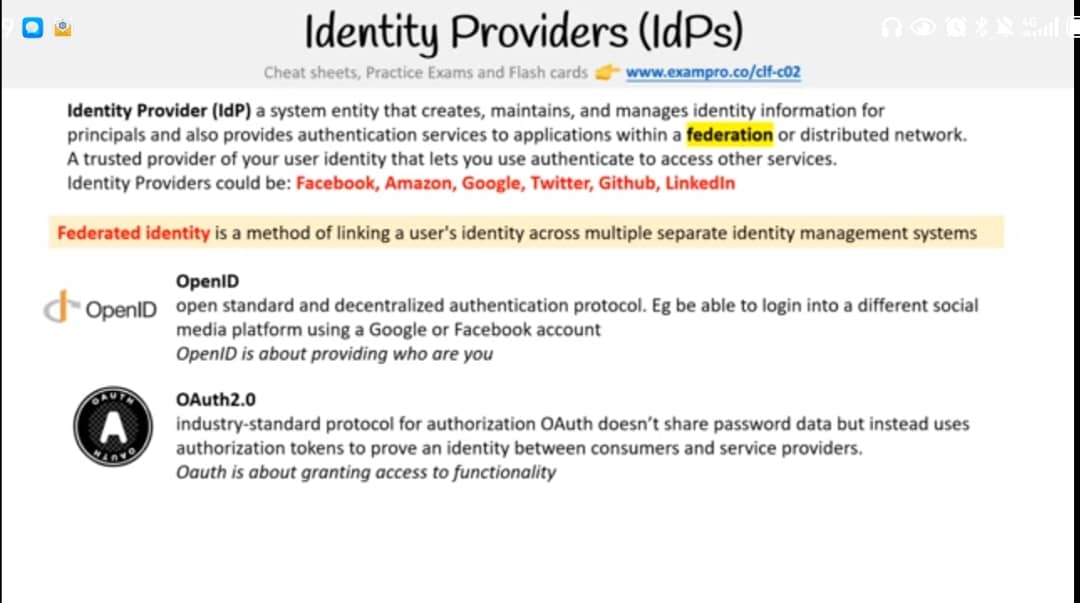 9
4G
Identity Providers (IdPs)
Cheat sheets, Practice Exams and Flash cards 👉 www.exampro.co/clf-c02
Identity Provider (IdP) a system entity that creates, maintains, and manages identity information for
principals and also provides authentication services to applications within a federation or distributed network.
A trusted provider of your user identity that lets you use authenticate to access other services.
Identity Providers could be: Facebook, Amazon, Google, Twitter, Github, LinkedIn
Federated identity is a method of linking a user's identity across multiple separate identity management systems
OpenID
OpenID
open standard and decentralized authentication protocol. Eg be able to login into a different social
media platform using a Google or Facebook account
OpenID is about providing who are you
OAUTH
A
OAUTH
OAuth2.0
industry-standard protocol for authorization OAuth doesn’t share password data but instead uses
authorization tokens to prove an identity between consumers and service providers.
Oauth is about granting access to functionality